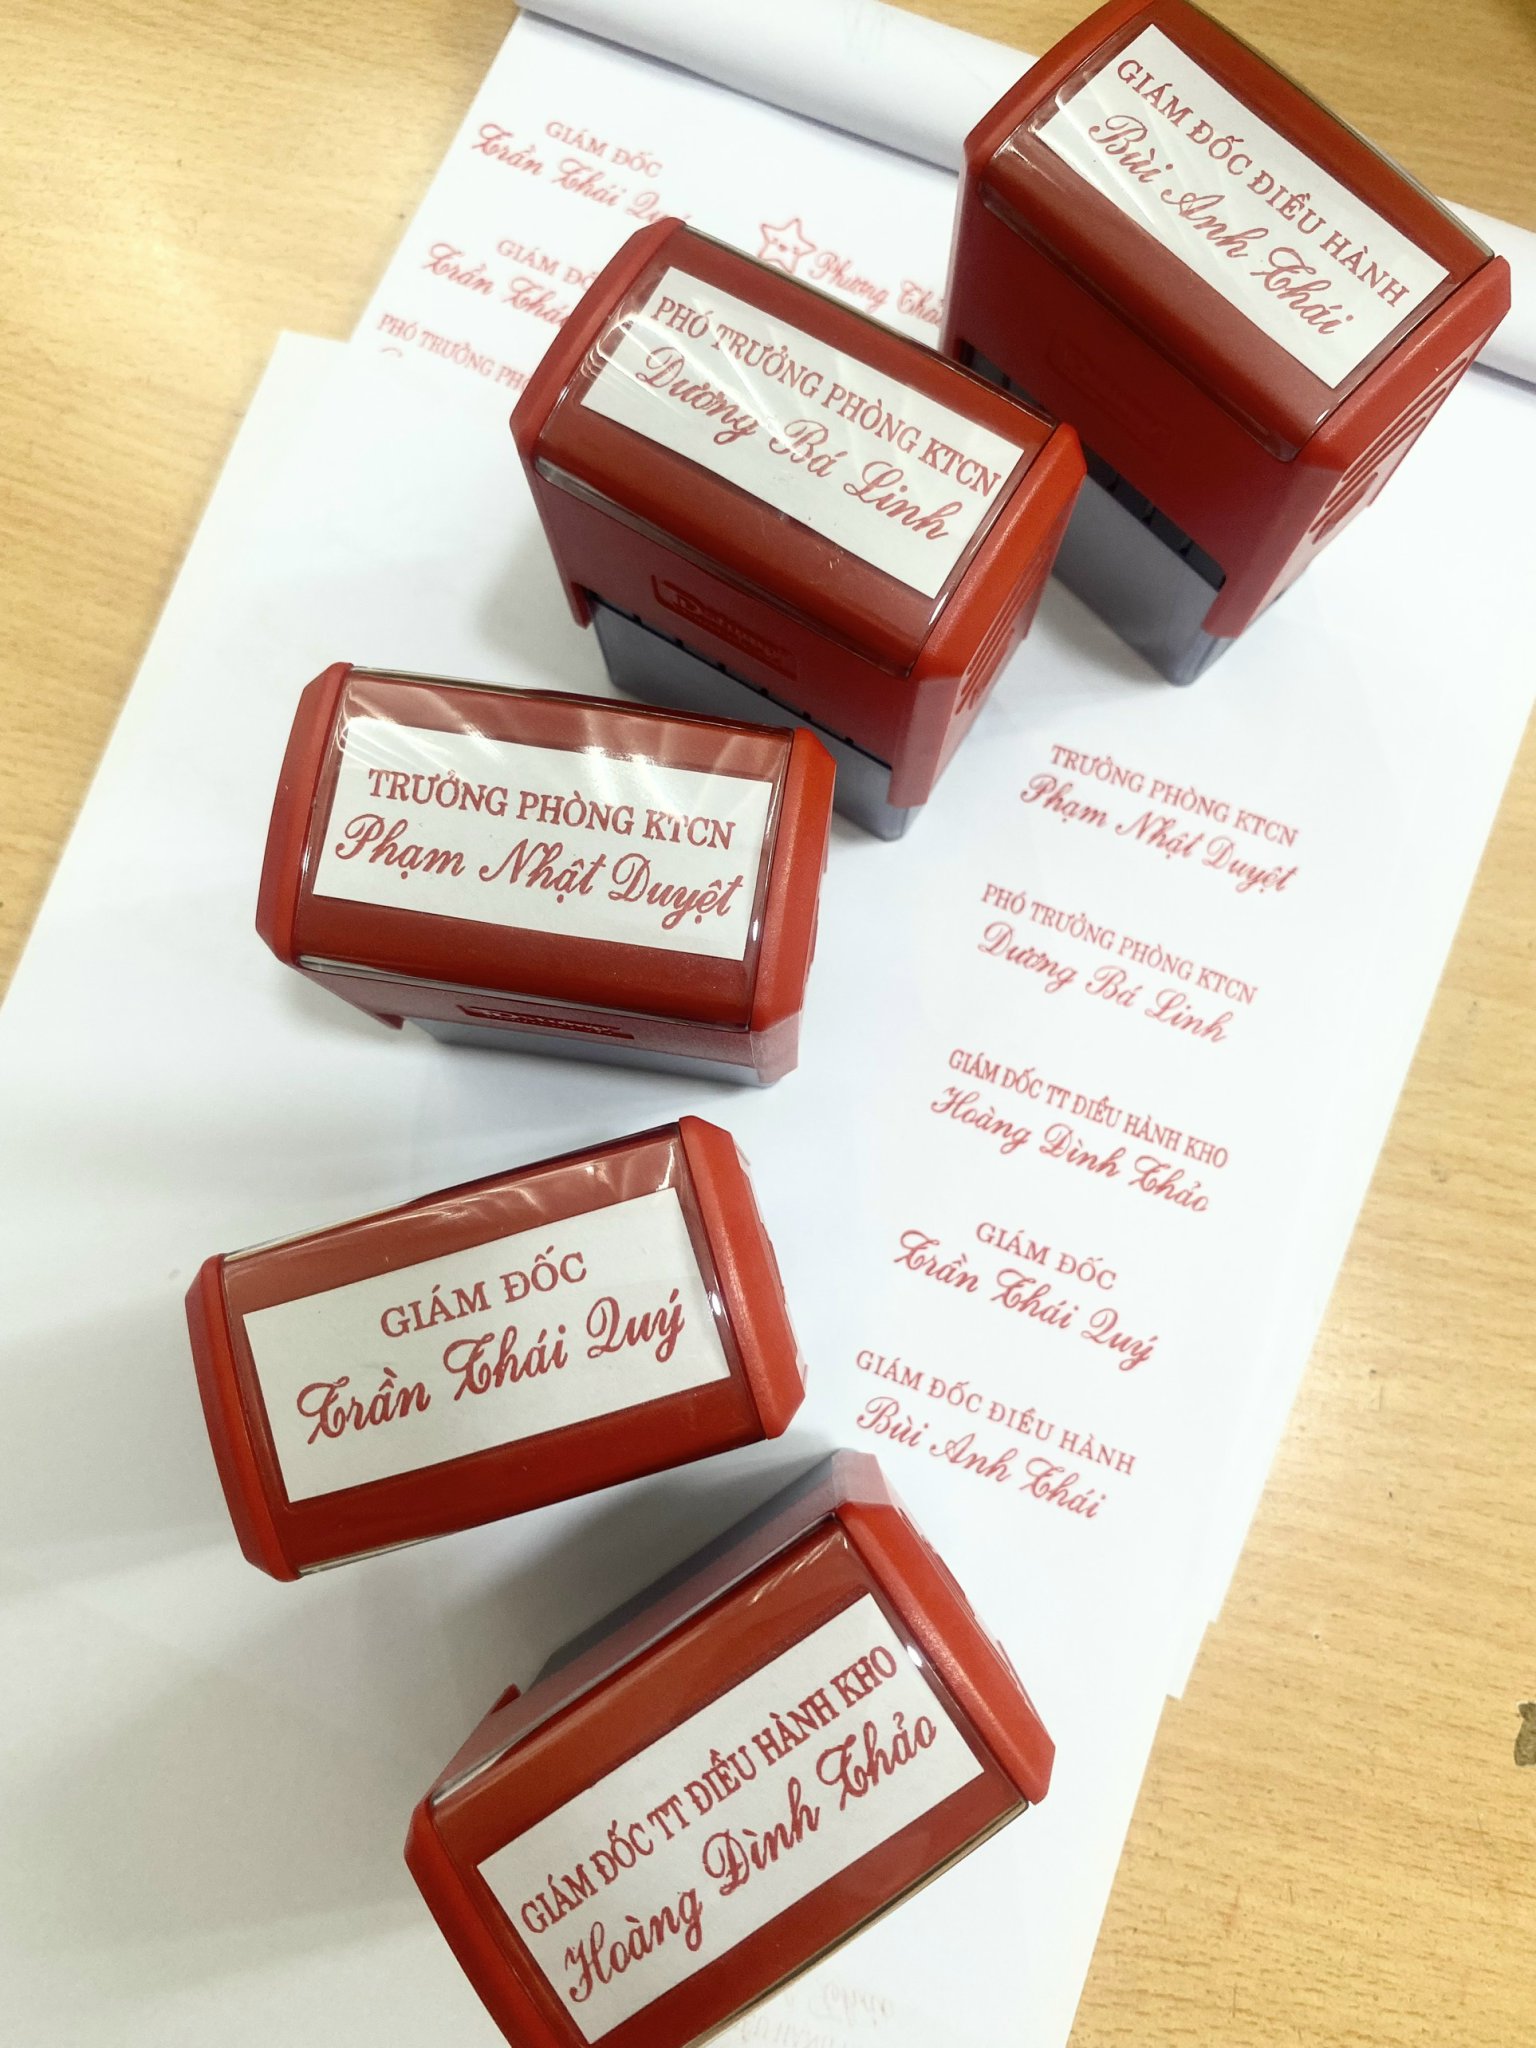 GIÁM ĐỐC
Trần Thái Quý
GIÁM
Trần Thái
PHÓ TRƯỞNG
Phương
GIÁM ĐỐC ĐIỀU HÀNH
Bùi Anh Thái
PHÓ TRƯỞNG PHÒNG KTCN
Dương Bá Linh
TRƯỞNG PHÒNG KTCN
Phạm Nhật Duyệt
GIÁM ĐỐC
Trần Thái Quý
GIÁM ĐỐC TT ĐIỀU HÀNH KHO
Hoàng Đình Thảo
TRƯỞNG PHÒNG KTCN
Phạm Nhật Duyệt
PHÓ TRƯỞNG PHÒNG KTCN
Dương Bá Linh
GIÁM ĐỐC TT ĐIỀU HÀNH KHO
Hoàng Đình Thảo
GIÁM ĐỐC
Trần Thái Quý
GIÁM ĐỐC ĐIỀU HÀNH
Bùi Anh Thái